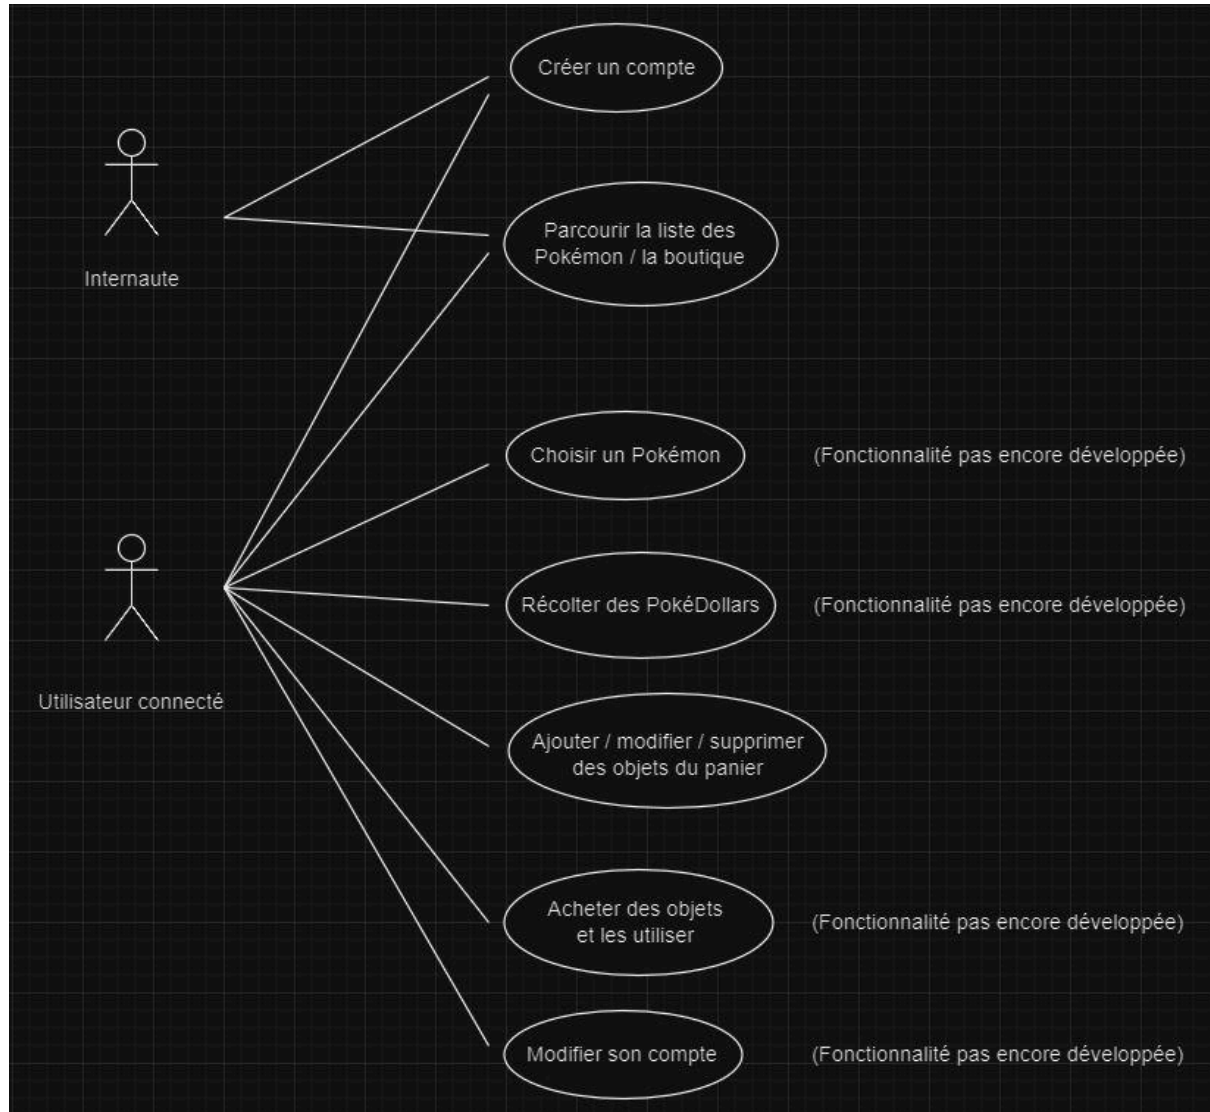 Créer un compte
Internaute
Parcourir la liste des
Pokémon / la boutique
Choisir un Pokémon
(Fonctionnalité pas encore développée)
Récolter des PokéDollars
(Fonctionnalité pas encore développée)
Utilisateur connecté
Ajouter / modifier / supprimer
des objets du panier
Acheter des objets
et les utiliser
(Fonctionnalité pas encore développée)
Modifier son compte
(Fonctionnalité pas encore développée)